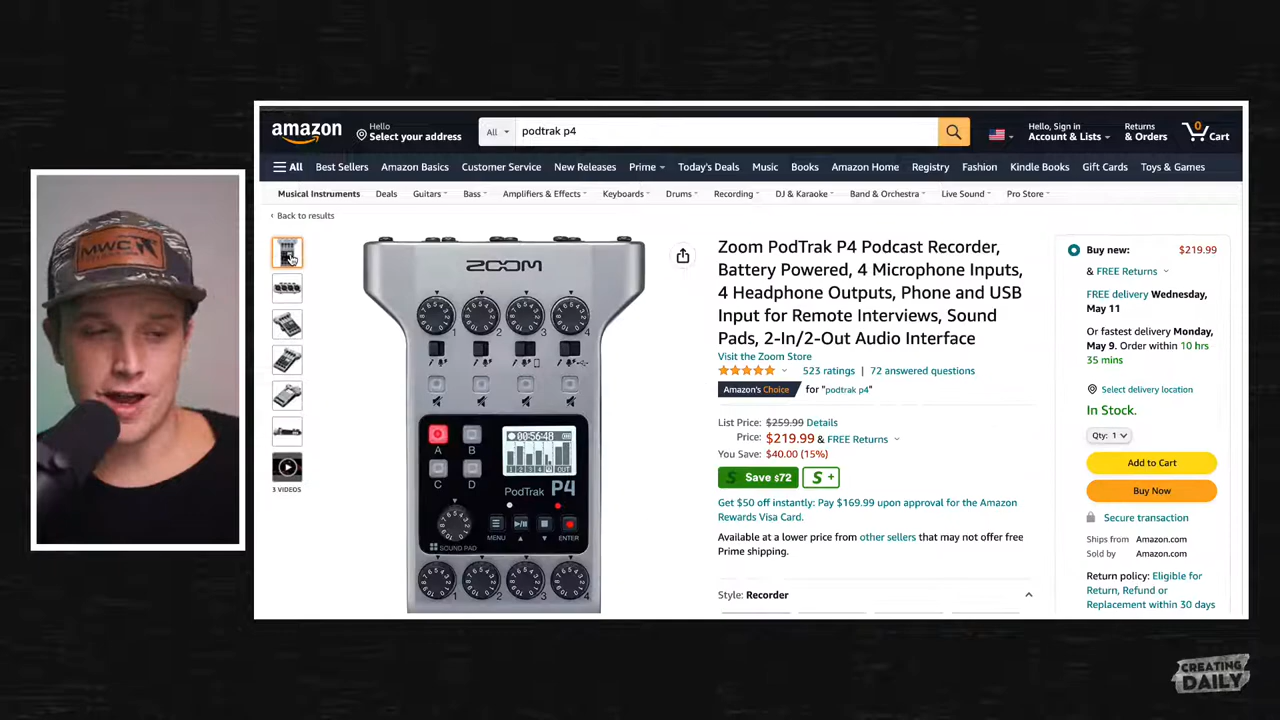 amazon
Hello
Select your address
All
podtrak p4
Hello, Sign in
Account & Lists
Returns
& Orders
0
Cart
All
Best Sellers
Amazon Basics
Customer Service
New Releases
Prime
Today's Deals
Music
Books
Amazon Home
Registry
Fashion
Kindle Books
Gift Cards
Toys & Games
Musical Instruments
Deals
Guitars
Bass
Amplifiers & Effects
Keyboards
Drums
Recording
DJ & Karaoke
Band & Orchestra
Live Sound
Pro Store
‹ Back to results
MWC
3 VIDEOS
ZOOM
1
2
3
4
A
B
C
D
00:56:48
PodTrak P4
MENU
ENTER
SOUND PAD
1
2
3
4
Zoom PodTrak P4 Podcast Recorder,
Battery Powered, 4 Microphone Inputs,
4 Headphone Outputs, Phone and USB
Input for Remote Interviews, Sound
Pads, 2-In/2-Out Audio Interface
Visit the Zoom Store
523 ratings | 72 answered questions
Amazon's Choice for "podtrak p4"
List Price: $259.99 Details
Price: $219.99 & FREE Returns
You Save: $40.00 (15%)
S Save $72 S +
Get $50 off instantly: Pay $169.99 upon approval for the Amazon
Rewards Visa Card.
Available at a lower price from other sellers that may not offer free
Prime shipping.
Style: Recorder
Buy new: $219.99
& FREE Returns
FREE delivery Wednesday,
May 11
Or fastest delivery Monday,
May 9. Order within 10 hrs
35 mins
Select delivery location
In Stock.
Qty: 1
Add to Cart
Buy Now
Secure transaction
Ships from Amazon.com
Sold by Amazon.com
Return policy: Eligible for
Return, Refund or
Replacement within 30 days
CREATING
DAILY